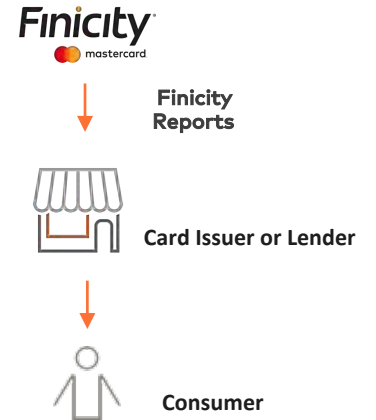 Finicity
mastercard
Finicity
Reports
Card Issuer or Lender
Consumer